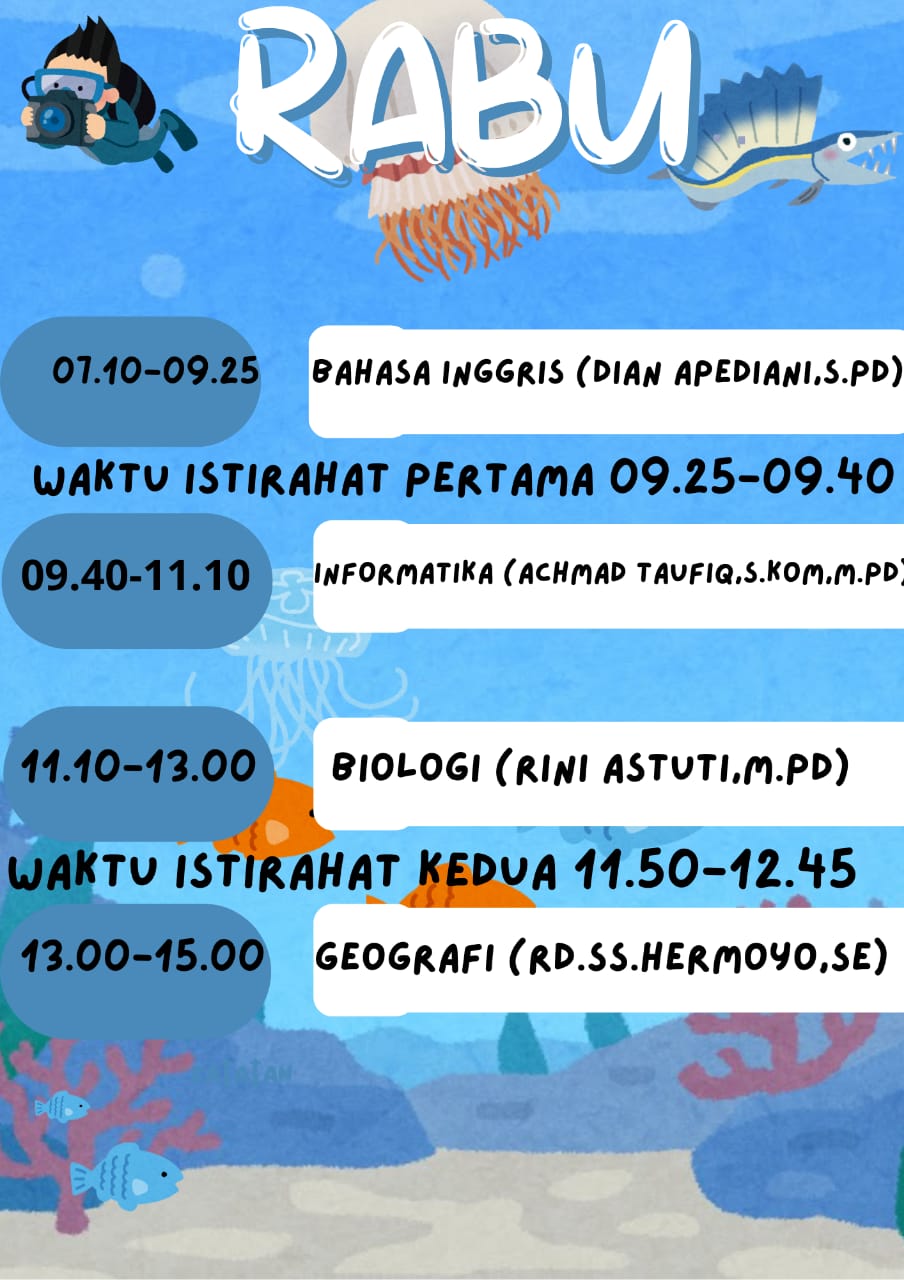 RABU
07.10-09.25
BAHASA INGGRIS (DIAN APEDIANI,S.PD)
WAKTU ISTIRAHAT PERTAMA 09.25-09.40
09.40-11.10
INFORMATIKA (ACHMAD TAUFIQ,S.KOM,M.PD)
11.10-13.00
BIOLOGI (RINI ASTUTI,M.PD)
WAKTU ISTIRAHAT KEDUA 11.50-12.45
13.00-15.00
GEOGRAFI (RD.SS.HERMOYO,SE)